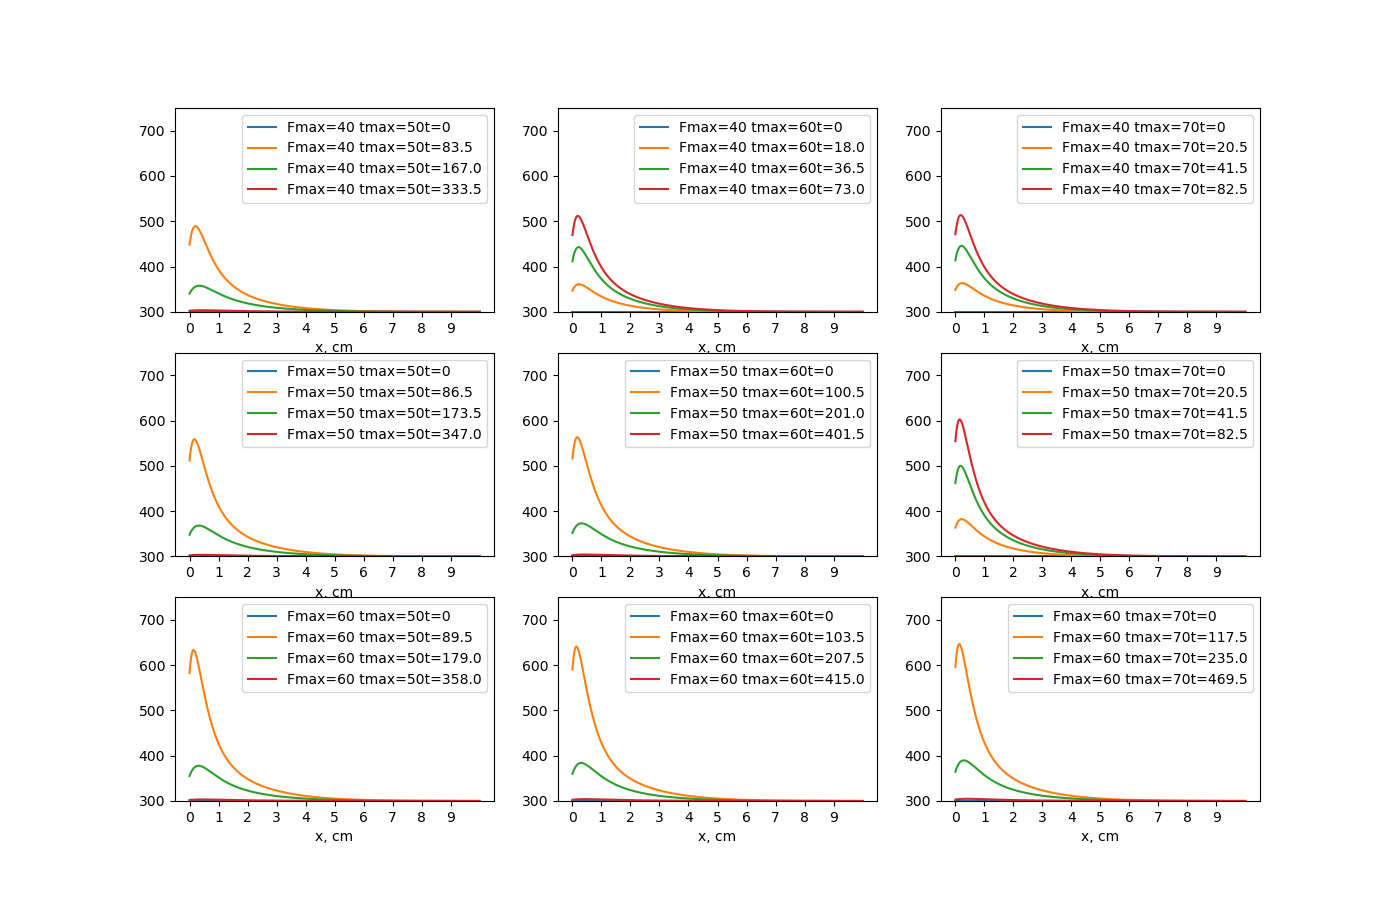 700
600
500
400
300
Fmax=40 tmax=50t=0
Fmax=40 tmax=50t=83.5
Fmax=40 tmax=50t=167.0
Fmax=40 tmax=50t=333.5
0 1 2 3 4 5 6 7 8 9
x, cm
700
600
500
400
300
Fmax=40 tmax=60t=0
Fmax=40 tmax=60t=18.0
Fmax=40 tmax=60t=36.5
Fmax=40 tmax=60t=73.0
0 1 2 3 4 5 6 7 8 9
x, cm
700
600
500
400
300
Fmax=40 tmax=70t=0
Fmax=40 tmax=70t=20.5
Fmax=40 tmax=70t=41.5
Fmax=40 tmax=70t=82.5
0 1 2 3 4 5 6 7 8 9
x, cm
700
600
500
400
300
Fmax=50 tmax=50t=0
Fmax=50 tmax=50t=86.5
Fmax=50 tmax=50t=173.5
Fmax=50 tmax=50t=347.0
0 1 2 3 4 5 6 7 8 9
x, cm
700
600
500
400
300
Fmax=50 tmax=60t=0
Fmax=50 tmax=60t=100.5
Fmax=50 tmax=60t=201.0
Fmax=50 tmax=60t=401.5
0 1 2 3 4 5 6 7 8 9
x, cm
700
600
500
400
300
Fmax=50 tmax=70t=0
Fmax=50 tmax=70t=20.5
Fmax=50 tmax=70t=41.5
Fmax=50 tmax=70t=82.5
0 1 2 3 4 5 6 7 8 9
x, cm
700
600
500
400
300
Fmax=60 tmax=50t=0
Fmax=60 tmax=50t=89.5
Fmax=60 tmax=50t=179.0
Fmax=60 tmax=50t=358.0
0 1 2 3 4 5 6 7 8 9
x, cm
700
600
500
400
300
Fmax=60 tmax=60t=0
Fmax=60 tmax=60t=103.5
Fmax=60 tmax=60t=207.5
Fmax=60 tmax=60t=415.0
0 1 2 3 4 5 6 7 8 9
x, cm
700
600
500
400
300
Fmax=60 tmax=70t=0
Fmax=60 tmax=70t=117.5
Fmax=60 tmax=70t=235.0
Fmax=60 tmax=70t=469.5
0 1 2 3 4 5 6 7 8 9
x, cm